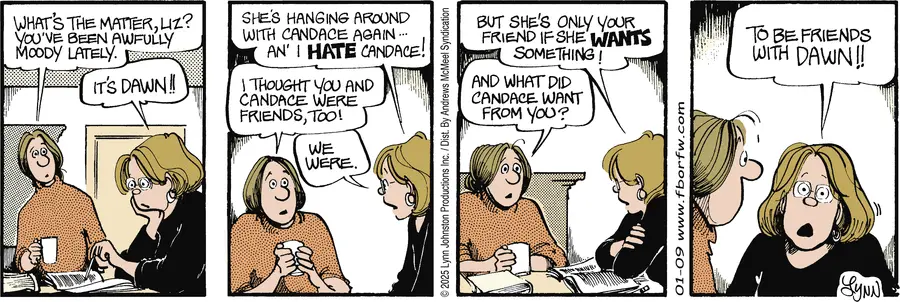 WHAT'S THE MATTER, LIZ?
YOU'VE BEEN AWFULLY
MOODY LATELY.
IT'S DAWN!!
SHE'S HANGING AROUND
WITH CANDACE AGAIN...
AN' I HATE CANDACE!
I THOUGHT YOU AND
CANDACE WERE
FRIENDS, TOO!
WE
WERE.
© 2025 Lynn Johnston Productions Inc. / Dist. By Andrews McMeel Syndication
BUT SHE'S ONLY YOUR
FRIEND IF SHE WANTS
SOMETHING!
AND WHAT DID
CANDACE WANT
FROM YOU?
TO BE FRIENDS
WITH DAWN!!
01-09 www.fborfw.com
LYNN